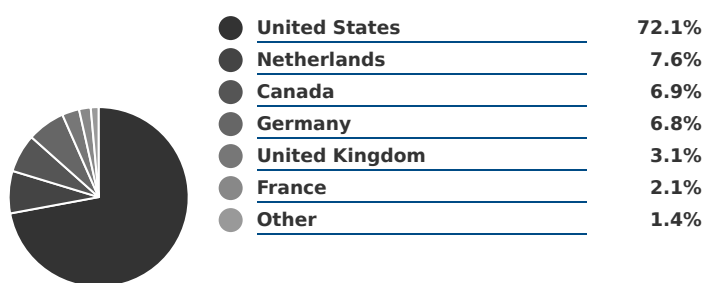 United States 72.1%
Netherlands 7.6%
Canada 6.9%
Germany 6.8%
United Kingdom 3.1%
France 2.1%
Other 1.4%